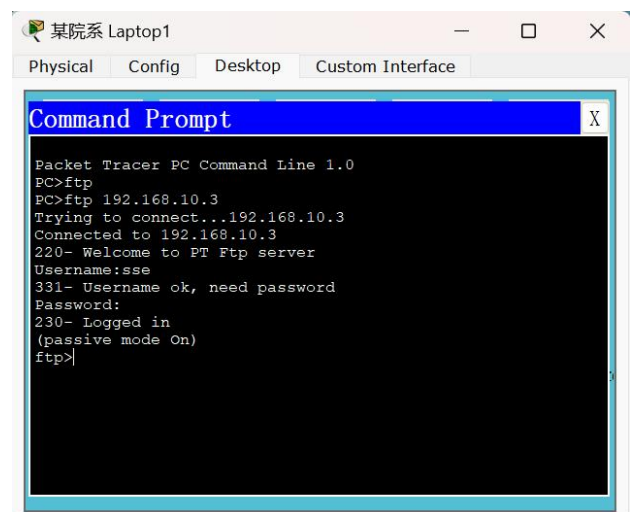 某院系 Laptop1
Physical Config Desktop Custom Interface
Command Prompt X
Packet Tracer PC Command Line 1.0
PC>ftp
PC>ftp 192.168.10.3
Trying to connect...192.168.10.3
Connected to 192.168.10.3
220- Welcome to PT Ftp server
Username:sse
331- Username ok, need password
Password:
230- Logged in
(passive mode On)
ftp>